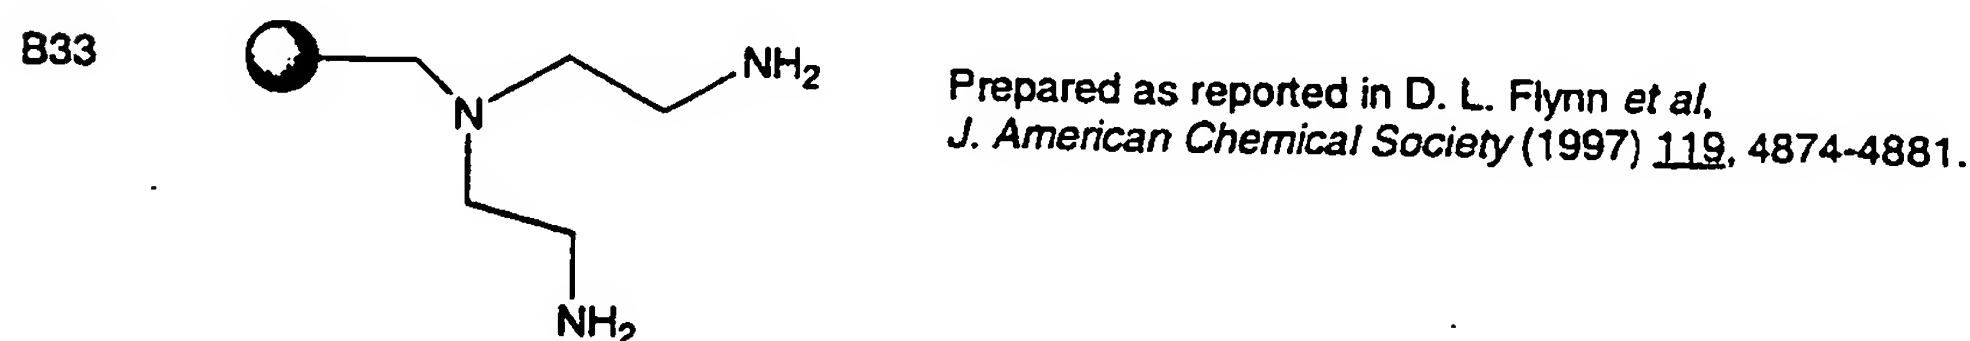 B33
NH2
N
NH2
Prepared as reported in D. L. Flynn et al,
J. American Chemical Society (1997) 119, 4874-4881.